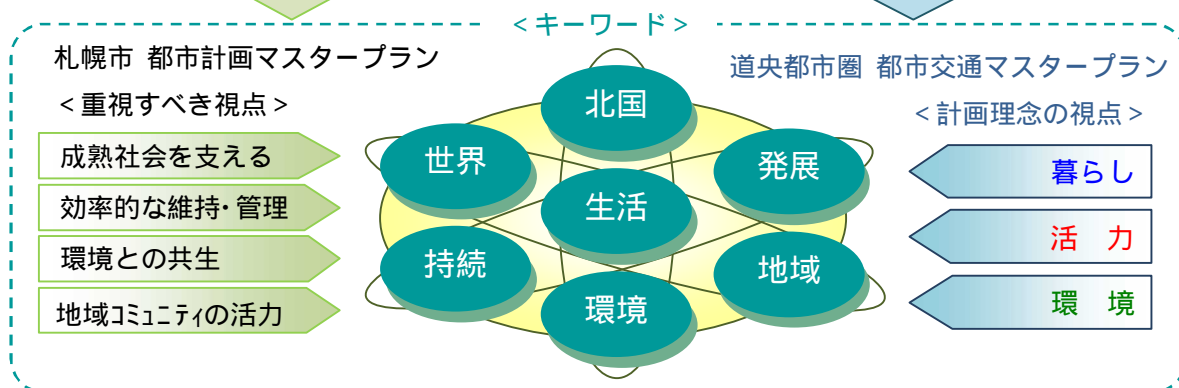 <キーワード>
札幌市 都市計画マスタープラン
<重視すべき視点>
成熟社会を支える
効率的な維持・管理
環境との共生
地域ｺﾐｭﾆﾃｨの活力
北国
世界
発展
生活
持続
地域
環境
道央都市圏 都市交通マスタープラン
<計画理念の視点>
暮らし
活 力
環 境